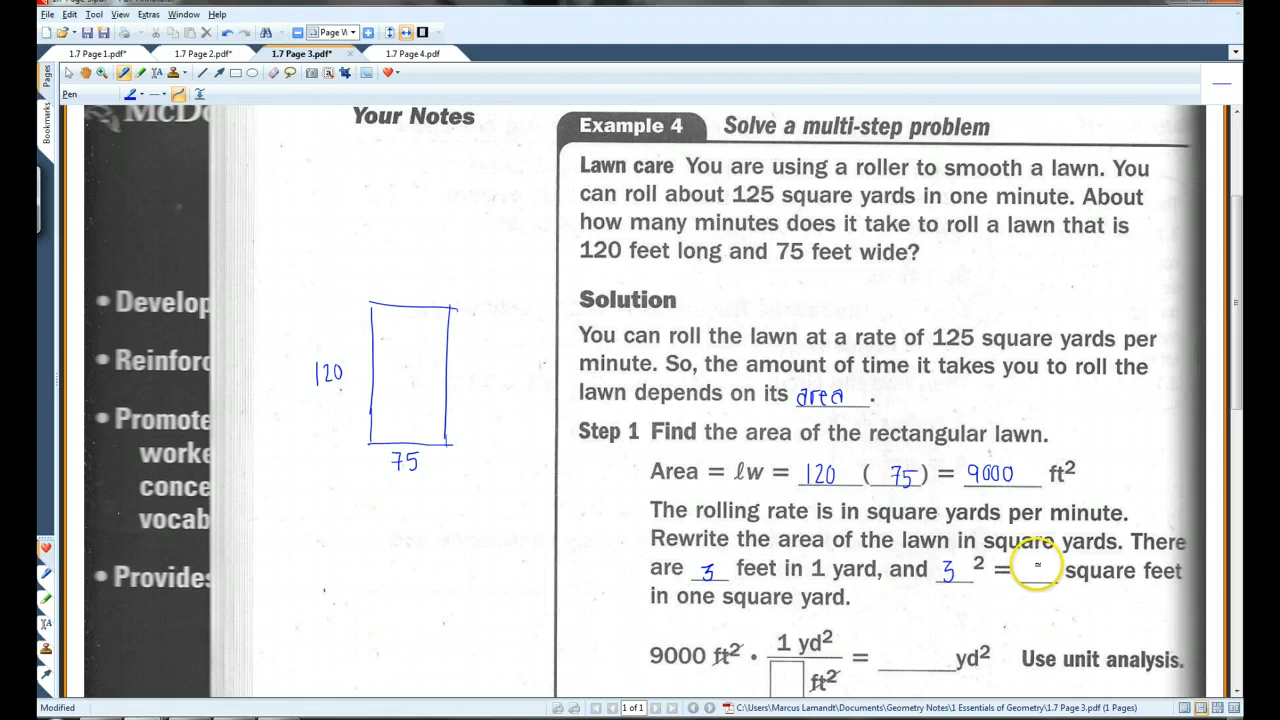 File Edit Tool View Extras Window Help
Page W
1.7 Page 1.pdf* 1.7 Page 2.pdf* 1.7 Page 3.pdf* 1.7 Page 4.pdf
Pen
Pages
Bookmarks
Your Notes
Example 4 Solve a multi-step problem
Lawn care You are using a roller to smooth a lawn. You
can roll about 125 square yards in one minute. About
how many minutes does it take to roll a lawn that is
120 feet long and 75 feet wide?
Solution
You can roll the lawn at a rate of 125 square yards per
minute. So, the amount of time it takes you to roll the
lawn depends on its area.
Step 1 Find the area of the rectangular lawn.
Area = ℓw = 120 ( 75 ) = 9000 ft²
The rolling rate is in square yards per minute.
Rewrite the area of the lawn in square yards. There
are 3 feet in 1 yard, and 3 ² = ___ square feet
in one square yard.
9000 ft² · 1 yd² / ft² = ___ yd² Use unit analysis.
120
75
McDo
• Develop
• Reinforc
• Promote
worke
conce
vocab
• Provides
Modified
1 of 1
C:\Users\Marcus Lamandt\Documents\Geometry Notes\1 Essentials of Geometry\1.7 Page 3.pdf (1 Pages)